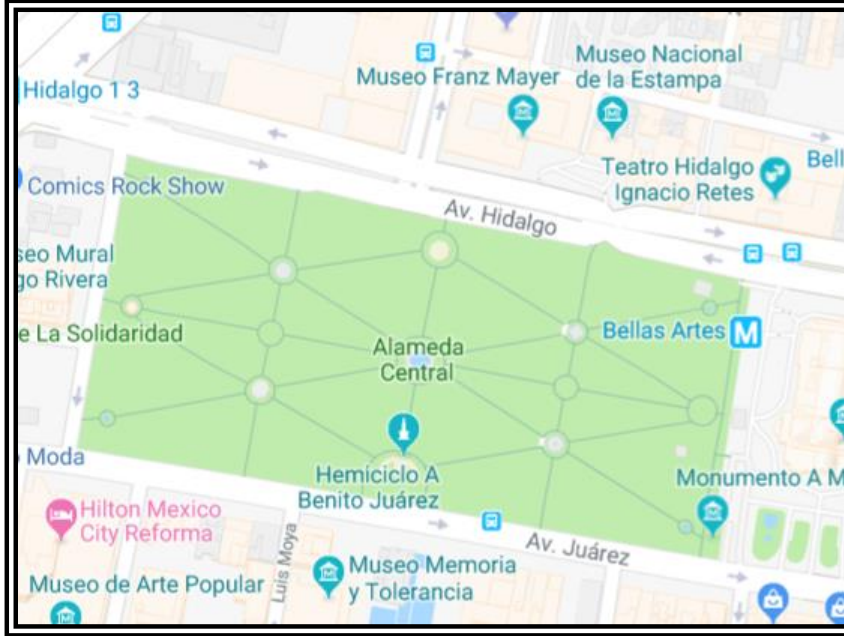 Museo Nacional
de la Estampa
Museo Franz Mayer
Hidalgo 1 3
Teatro Hidalgo
Ignacio Retes
Bell
Comics Rock Show
Av. Hidalgo
seo Mural
go Rivera
e La Solidaridad
Bellas Artes M
Alameda
Central
Moda
Hemiciclo A
Benito Juárez
Monumento A M
Hilton Mexico
City Reforma
Av. Juárez
Luis Moya
Museo Memoria
y Tolerancia
Museo de Arte Popular